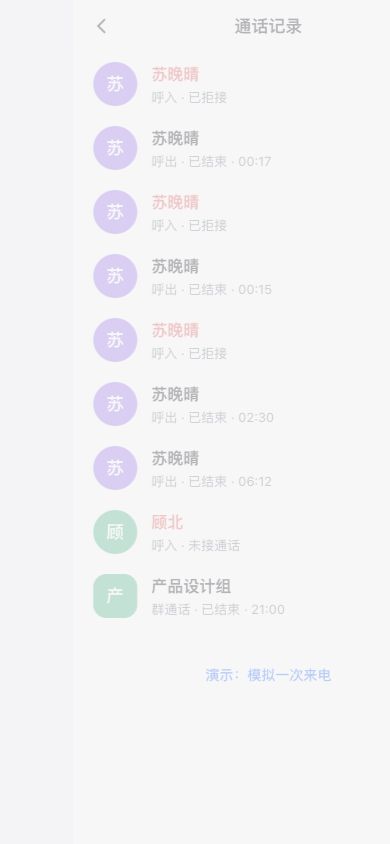 通话记录
苏
苏晚晴
呼入 · 已拒接
苏
苏晚晴
呼出 · 已结束 · 00:17
苏
苏晚晴
呼入 · 已拒接
苏
苏晚晴
呼出 · 已结束 · 00:15
苏
苏晚晴
呼入 · 已拒接
苏
苏晚晴
呼出 · 已结束 · 02:30
苏
苏晚晴
呼出 · 已结束 · 06:12
顾
顾北
呼入 · 未接通话
产
产品设计组
群通话 · 已结束 · 21:00
演示：模拟一次来电